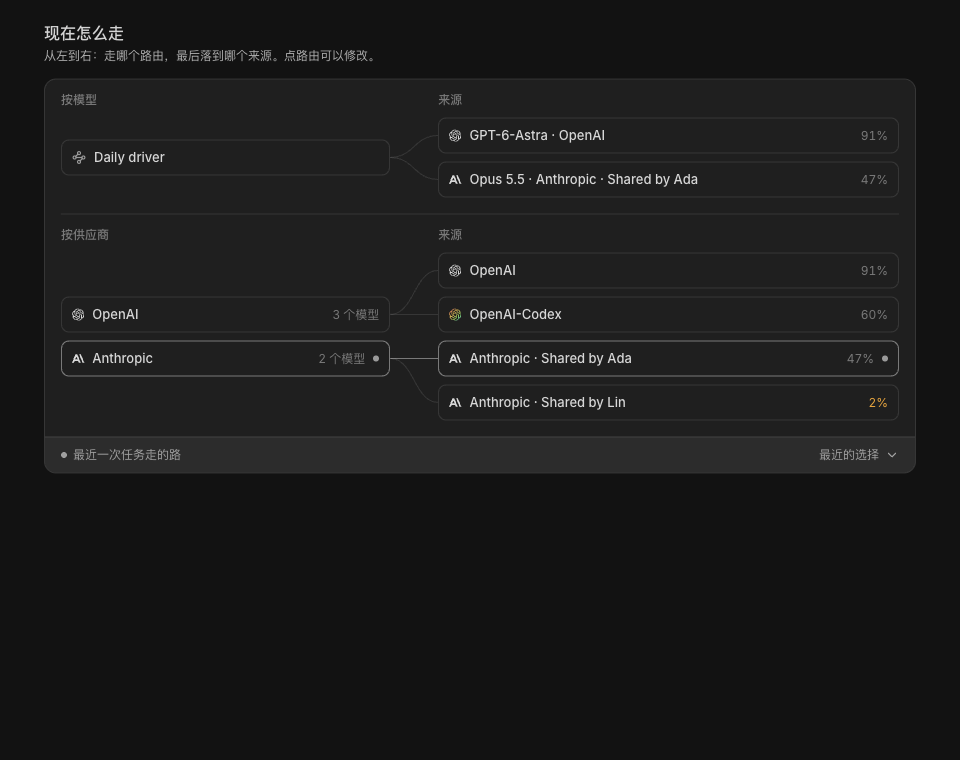 现在怎么走
从左到右：走哪个路由，最后落到哪个来源。点路由可以修改。
按模型
来源
Daily driver
GPT-6-Astra · OpenAI 91%
Opus 5.5 · Anthropic · Shared by Ada 47%
按供应商
来源
OpenAI 91%
OpenAI 3 个模型
OpenAI-Codex 60%
Anthropic 2 个模型
Anthropic · Shared by Ada 47%
Anthropic · Shared by Lin 2%
最近一次任务走的路
最近的选择